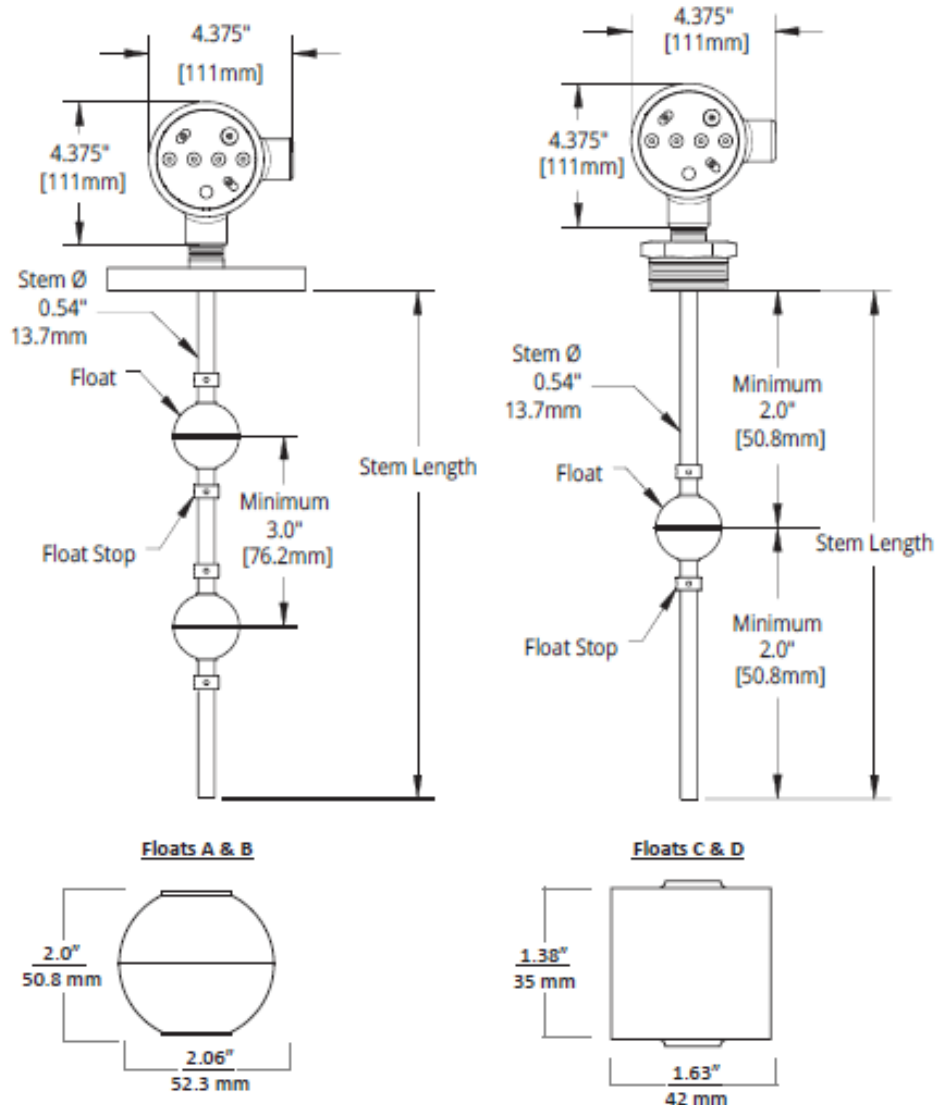 4.375"
[111mm]
4.375"
[111mm]
Stem Ø
0.54"
13.7mm
Float
Float Stop
Minimum
3.0"
[76.2mm]
Stem Length
4.375"
[111mm]
4.375"
[111mm]
Stem Ø
0.54"
13.7mm
Float
Float Stop
Minimum
2.0"
[50.8mm]
Minimum
2.0"
[50.8mm]
Stem Length
Floats A & B
2.0"
50.8 mm
2.06"
52.3 mm
Floats C & D
1.38"
35 mm
1.63"
42 mm